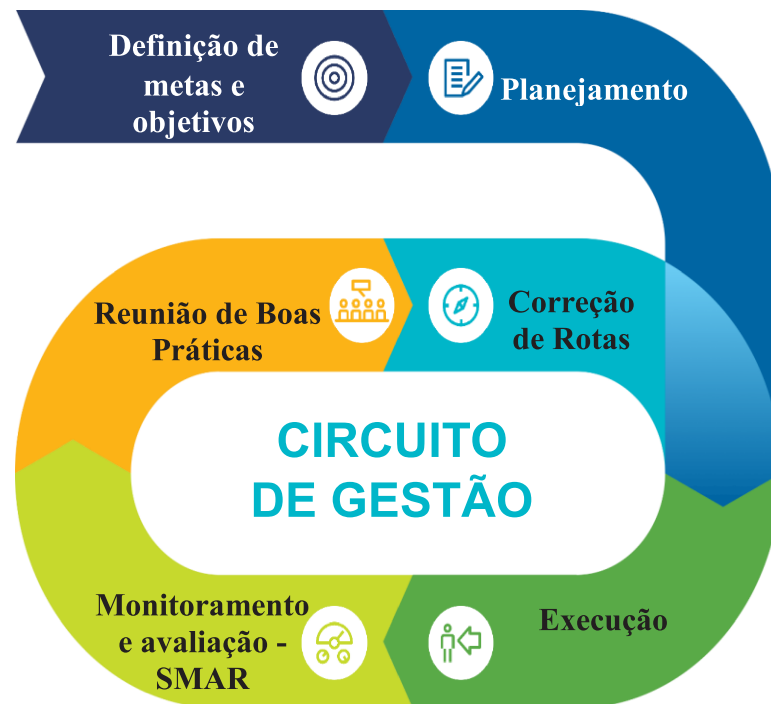 Definição de
metas e
objetivos
Planejamento
Reunião de Boas
Práticas
Correção
de Rotas
CIRCUITO
DE GESTÃO
Monitoramento
e avaliação -
SMAR
Execução